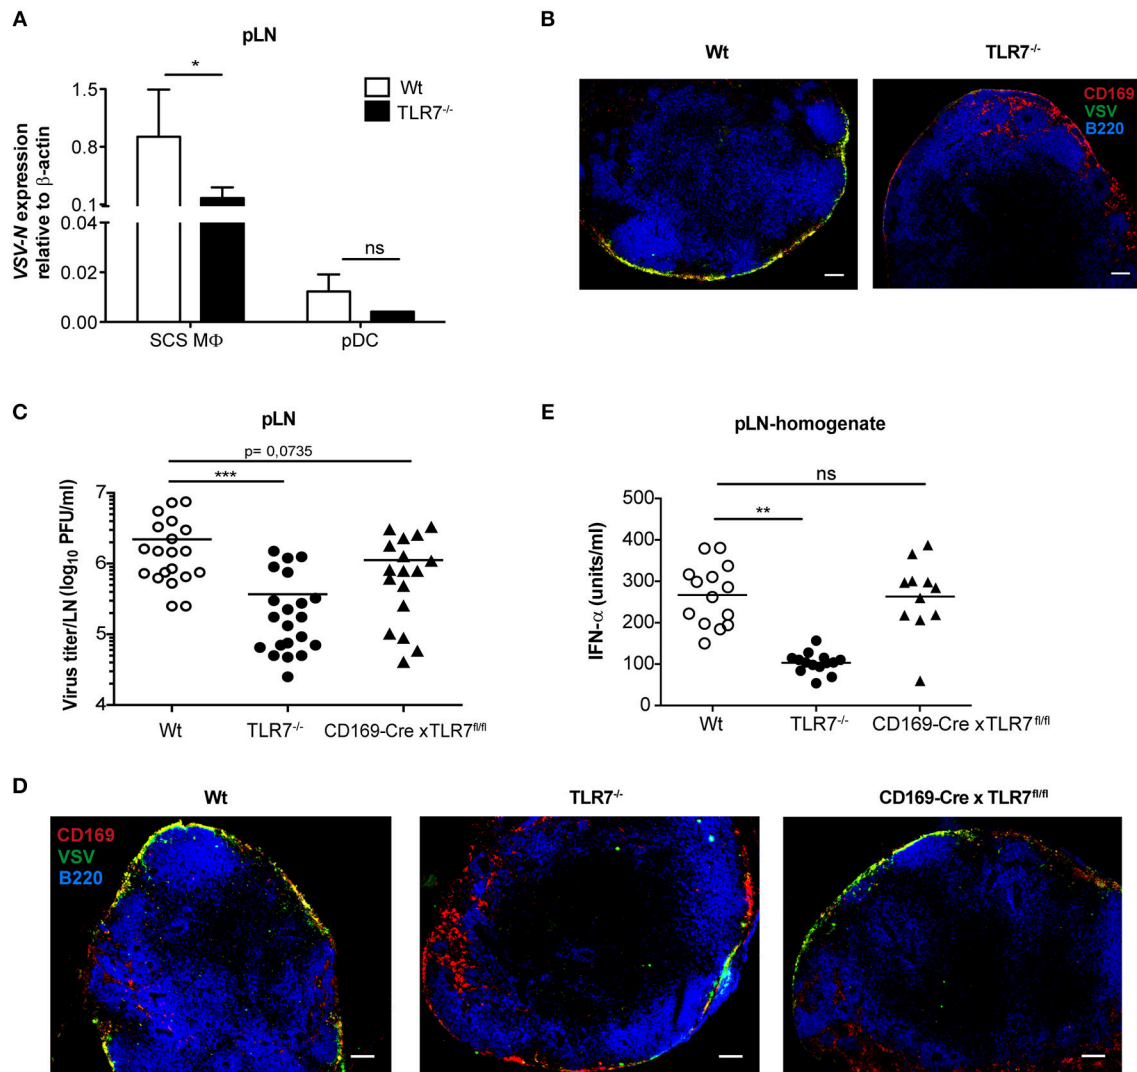 A
pLN
*
Wt
TLR7-/-
1.5
0.8
0.1
0.04
0.02
0.00
VSV-N expression
relative to β-actin
ns
SCS MΦ
pDC
B
Wt
TLR7-/-
CD169
VSV
B220
C
pLN
p= 0,0735
***
7
6
5
4
Virus titer/LN (log10 PFU/ml)
Wt
TLR7-/-
CD169-Cre xTLR7fl/fl
E
pLN-homogenate
ns
**
500
400
300
200
100
0
IFN-α (units/ml)
Wt
TLR7-/-
CD169-Cre xTLR7fl/fl
D
Wt
TLR7-/-
CD169-Cre x TLR7fl/fl
CD169
VSV
B220